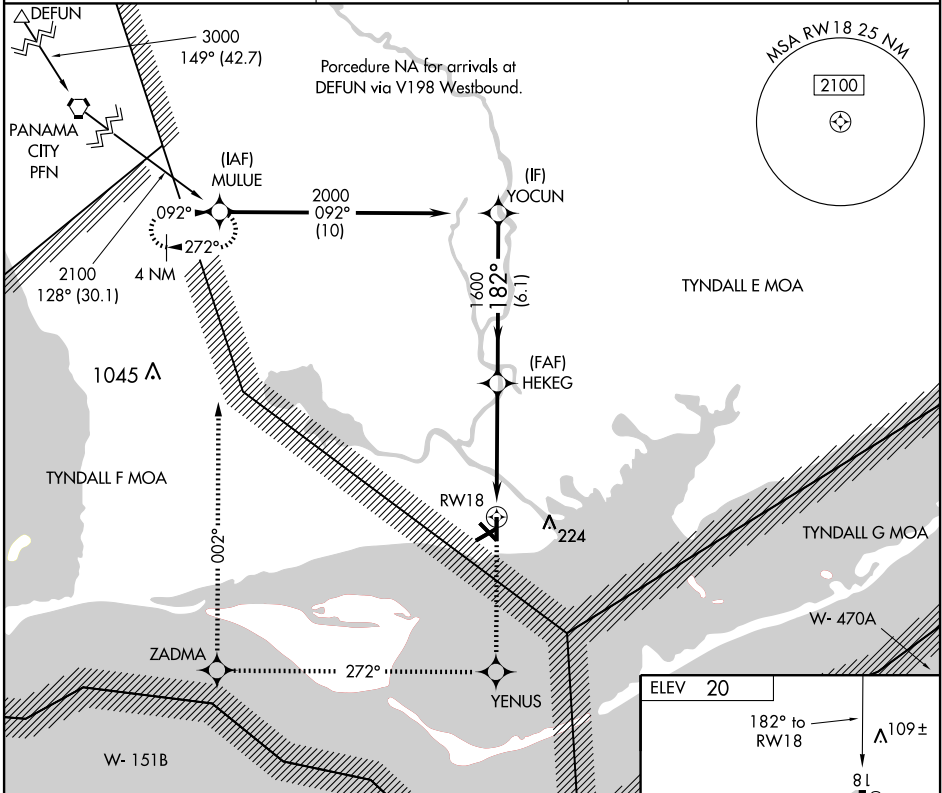 DEFUN
3000
149° (42.7)
Porcedure NA for arrivals at
DEFUN via V198 Westbound.
MSA RW18 25 NM
2100
PANAMA
CITY
PFN
(IAF)
MULUE
092°
272°
4 NM
2000
092°
(10)
(IF)
YOCUN
2100
128° (30.1)
1600
182°
(6.1)
TYNDALL E MOA
(FAF)
HEKEG
1045
TYNDALL F MOA
RW18
224
TYNDALL G MOA
002°
W- 470A
ZADMA
272°
YENUS
W- 151B
ELEV 20
182° to
RW18
109±
18